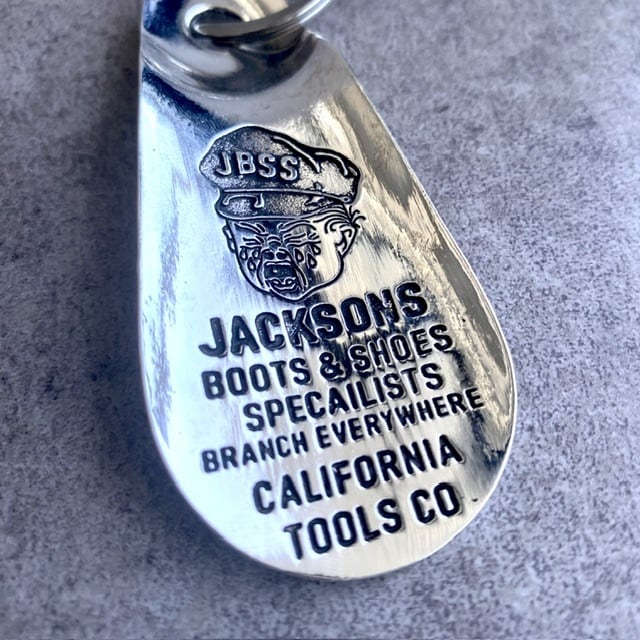 JBSS
JACKSONS
BOOTS & SHOES
SPECAILISTS
BRANCH EVERYWHERE
CALIFORNIA
TOOLS CO